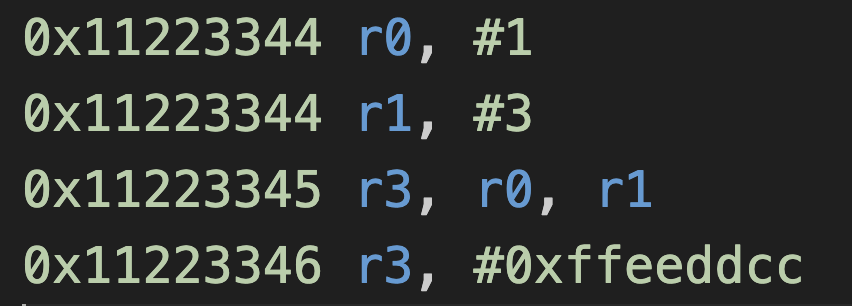 0x11223344 r0, #1
0x11223344 r1, #3
0x11223345 r3, r0, r1
0x11223346 r3, #0xffeeddcc